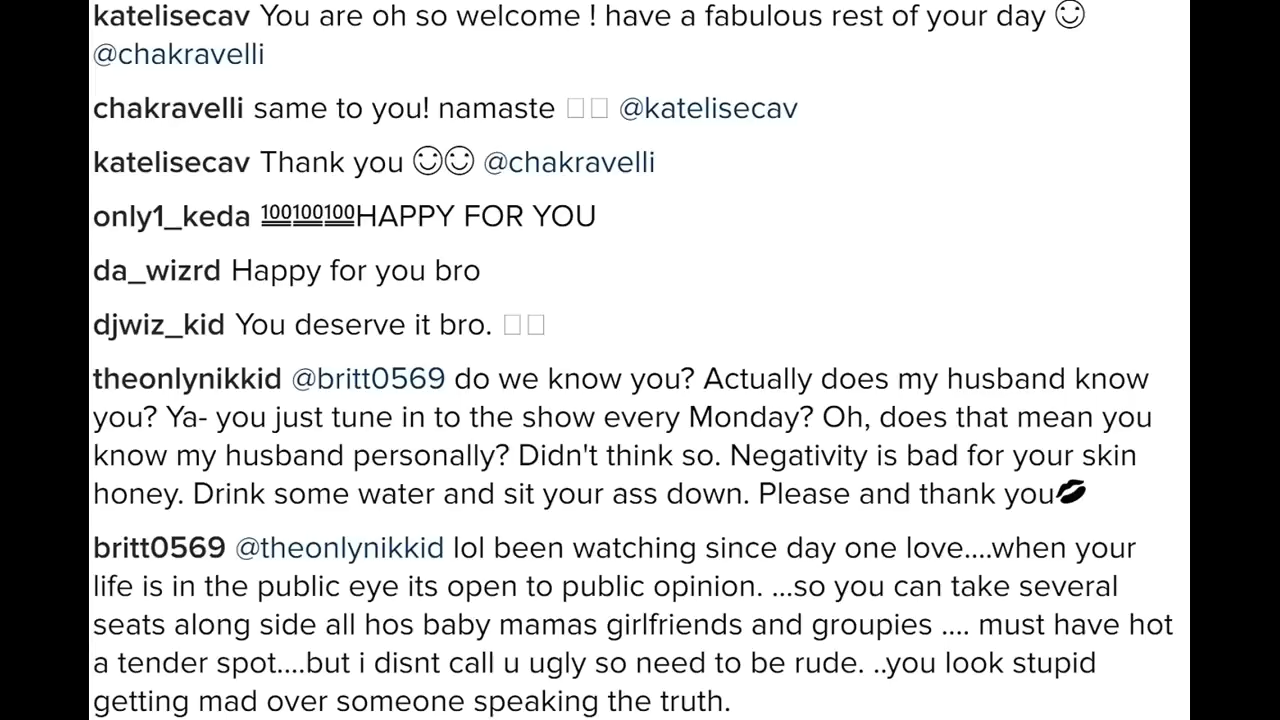 katelisecav You are oh so welcome ! have a fabulous rest of your day ☺
@chakravelli
chakravelli same to you! namaste □□ @katelisecav
katelisecav Thank you ☺☺ @chakravelli
only1_keda 💯💯💯HAPPY FOR YOU
da_wizrd Happy for you bro
djwiz_kid You deserve it bro. □□
theonlynikkid @britt0569 do we know you? Actually does my husband know
you? Ya- you just tune in to the show every Monday? Oh, does that mean you
know my husband personally? Didn't think so. Negativity is bad for your skin
honey. Drink some water and sit your ass down. Please and thank you💋
britt0569 @theonlynikkid lol been watching since day one love....when your
life is in the public eye its open to public opinion. ...so you can take several
seats along side all hos baby mamas girlfriends and groupies .... must have hot
a tender spot....but i disnt call u ugly so need to be rude. ..you look stupid
getting mad over someone speaking the truth.